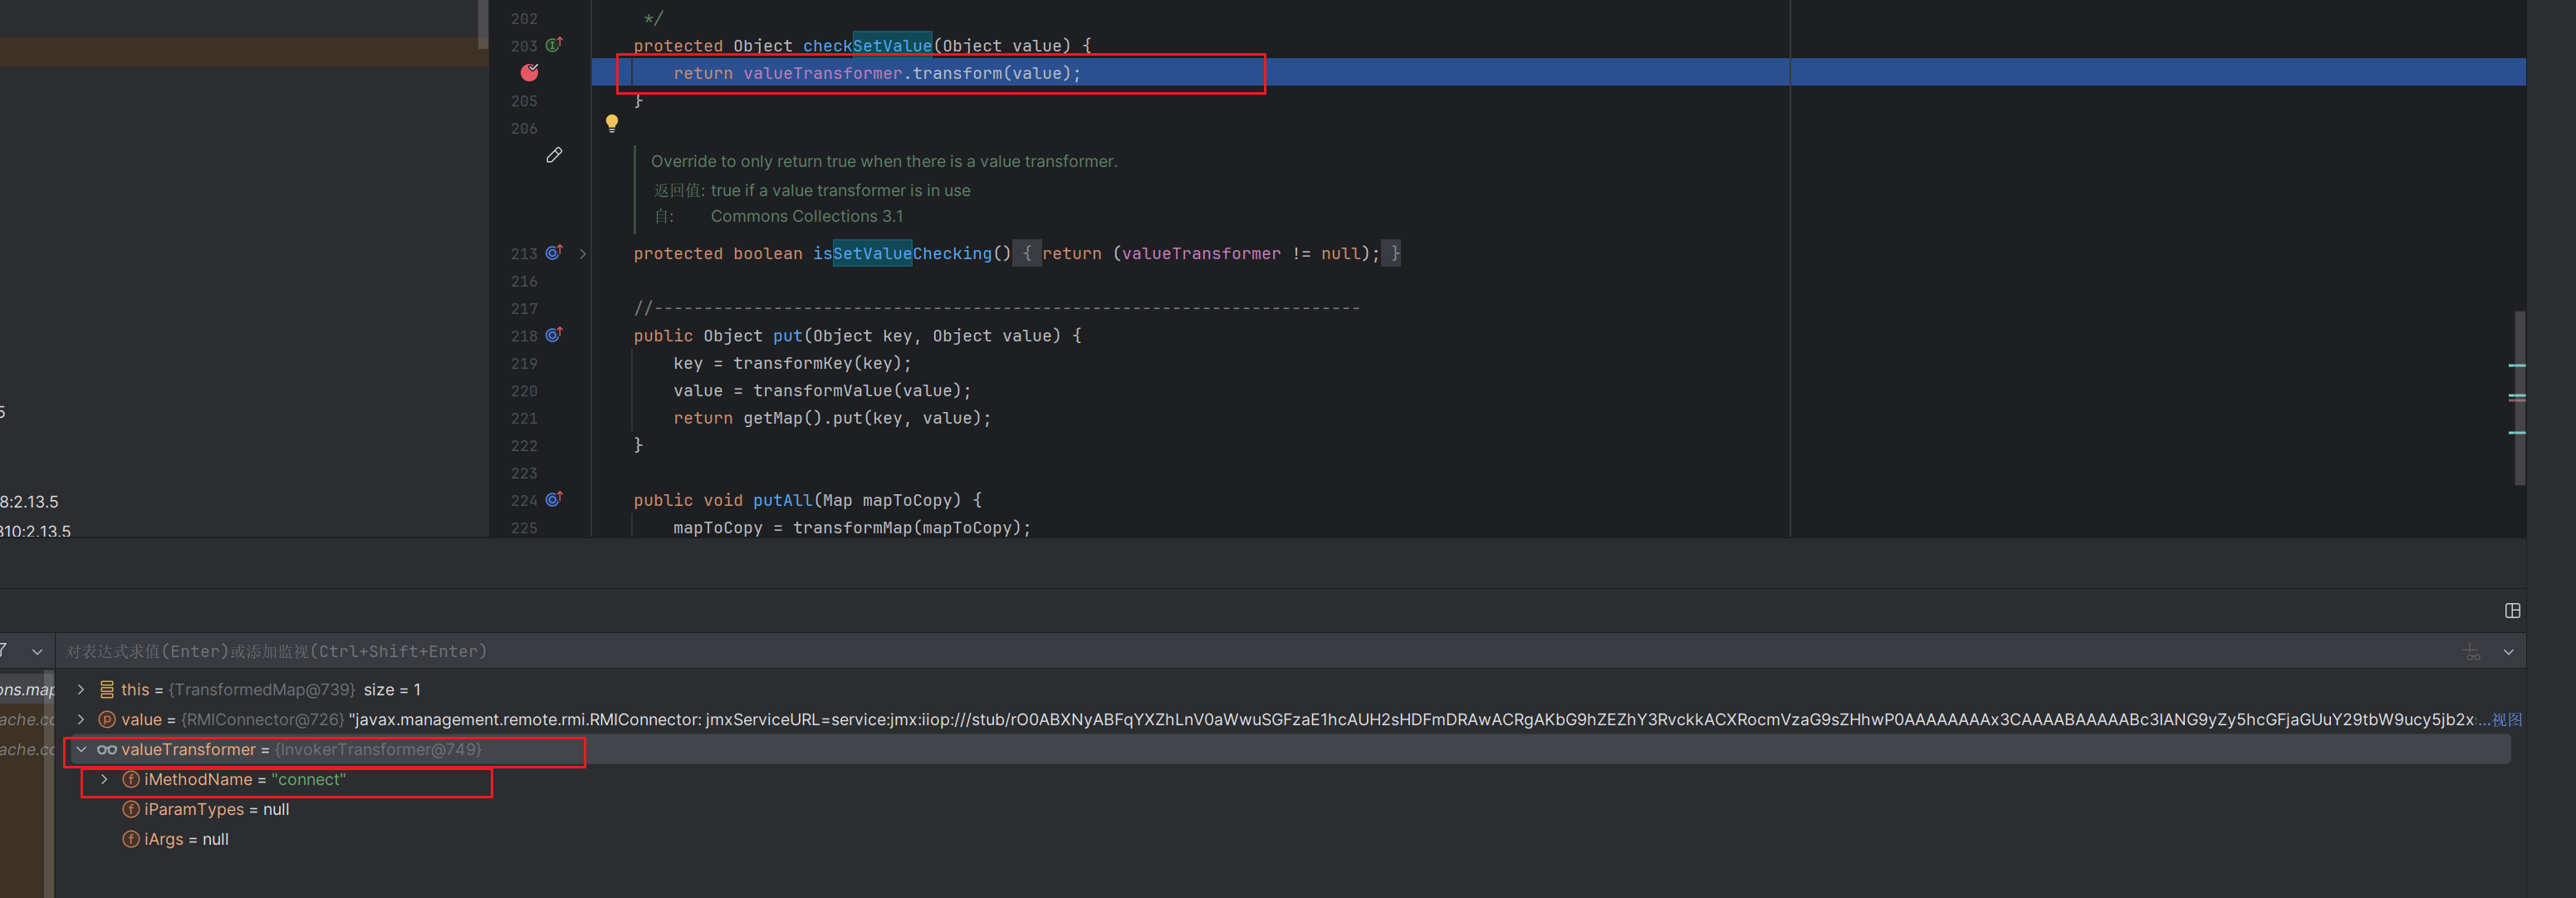 202 */
203 protected Object checkSetValue(Object value) {
return valueTransformer.transform(value);
205 }
206
Override to only return true when there is a value transformer.
返回值: true if a value transformer is in use
自: Commons Collections 3.1
213 protected boolean isSetValueChecking() { return (valueTransformer != null); }
216
217 //-----------------------------------------------------------------------
218 public Object put(Object key, Object value) {
219 key = transformKey(key);
220 value = transformValue(value);
5
221 return getMap().put(key, value);
222 }
223
8:2.13.5
224 public void putAll(Map mapToCopy) {
310:2.13.5
225 mapToCopy = transformMap(mapToCopy);
对表达式求值(Enter)或添加监视(Ctrl+Shift+Enter)
ons.map
this = {TransformedMap@739} size = 1
ache.co
value = {RMIConnector@726} "javax.management.remote.rmi.RMIConnector: jmxServiceURL=service:jmx:iiop:///stub/rO0ABXNyABFqYXZhLnV0aWwuSGFzaE1hcAUH2sHDFmDRAwACRgAKbG9hZEZhY3RvckkACXRocmVzaG9sZHhwP0AAAAAAAAx3CAAAABAAAAABc3IANG9yZy5hcGFjaGUuY29tbW9ucy5jb2x...视图
ache.co
valueTransformer = {InvokerTransformer@749}
iMethodName = "connect"
iParamTypes = null
iArgs = null